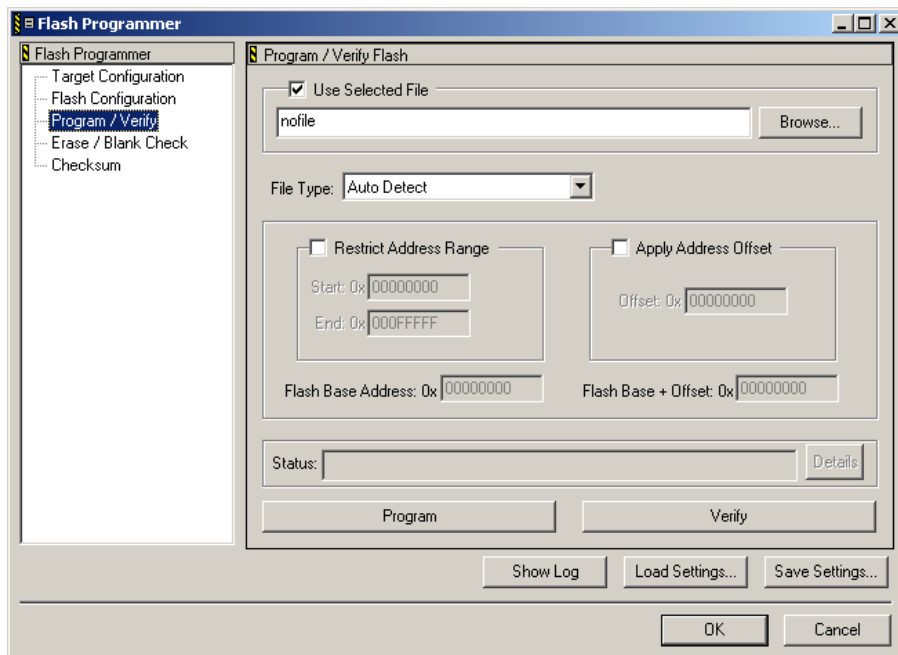 Flash Programmer
Flash Programmer
Target Configuration
Flash Configuration
Program / Verify
Erase / Blank Check
Checksum
Program / Verify Flash
Use Selected File
nofile
Browse...
File Type: Auto Detect
Restrict Address Range
Start: 0x 00000000
End: 0x 000FFFFF
Apply Address Offset
Offset: 0x 00000000
Flash Base Address: 0x 00000000
Flash Base + Offset: 0x 00000000
Status:
Details
Program
Verify
Show Log
Load Settings...
Save Settings...
OK
Cancel